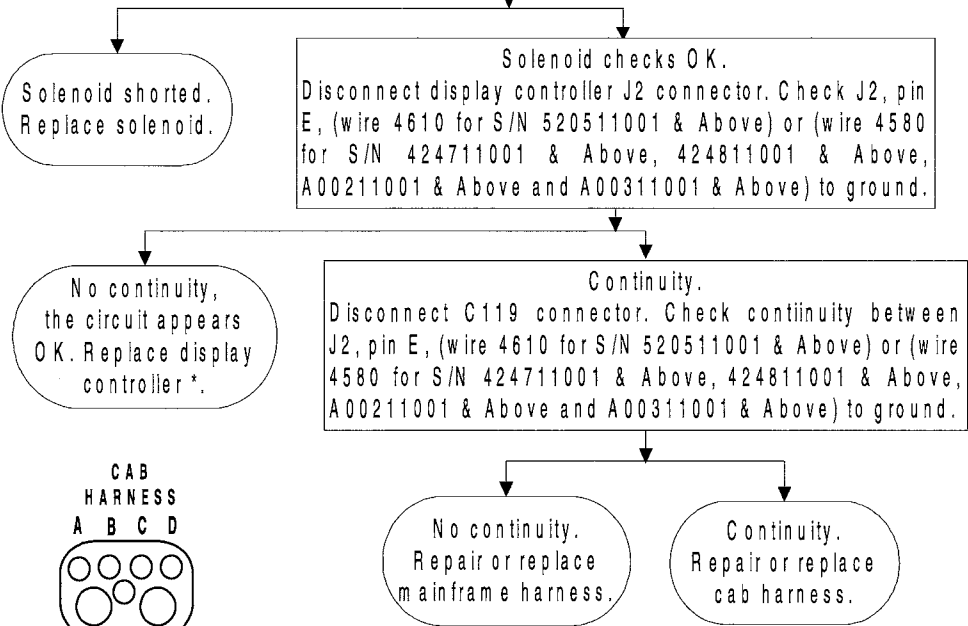 Solenoid shorted.
Replace solenoid.
Solenoid checks OK.
Disconnect display controller J2 connector. Check J2, pin
E, (wire 4610 for S/N 520511001 & Above) or (wire 4580
for S/N 424711001 & Above, 424811001 & Above,
A00211001 & Above and A00311001 & Above) to ground.
No continuity,
the circuit appears
OK. Replace display
controller *.
Continuity.
Disconnect C119 connector. Check contiinuity between
J2, pin E, (wire 4610 for S/N 520511001 & Above) or (wire
4580 for S/N 424711001 & Above, 424811001 & Above,
A00211001 & Above and A00311001 & Above) to ground.
CAB
HARNESS
A B C D
No continuity.
Repair or replace
mainframe harness.
Continuity.
Repair or replace
cab harness.